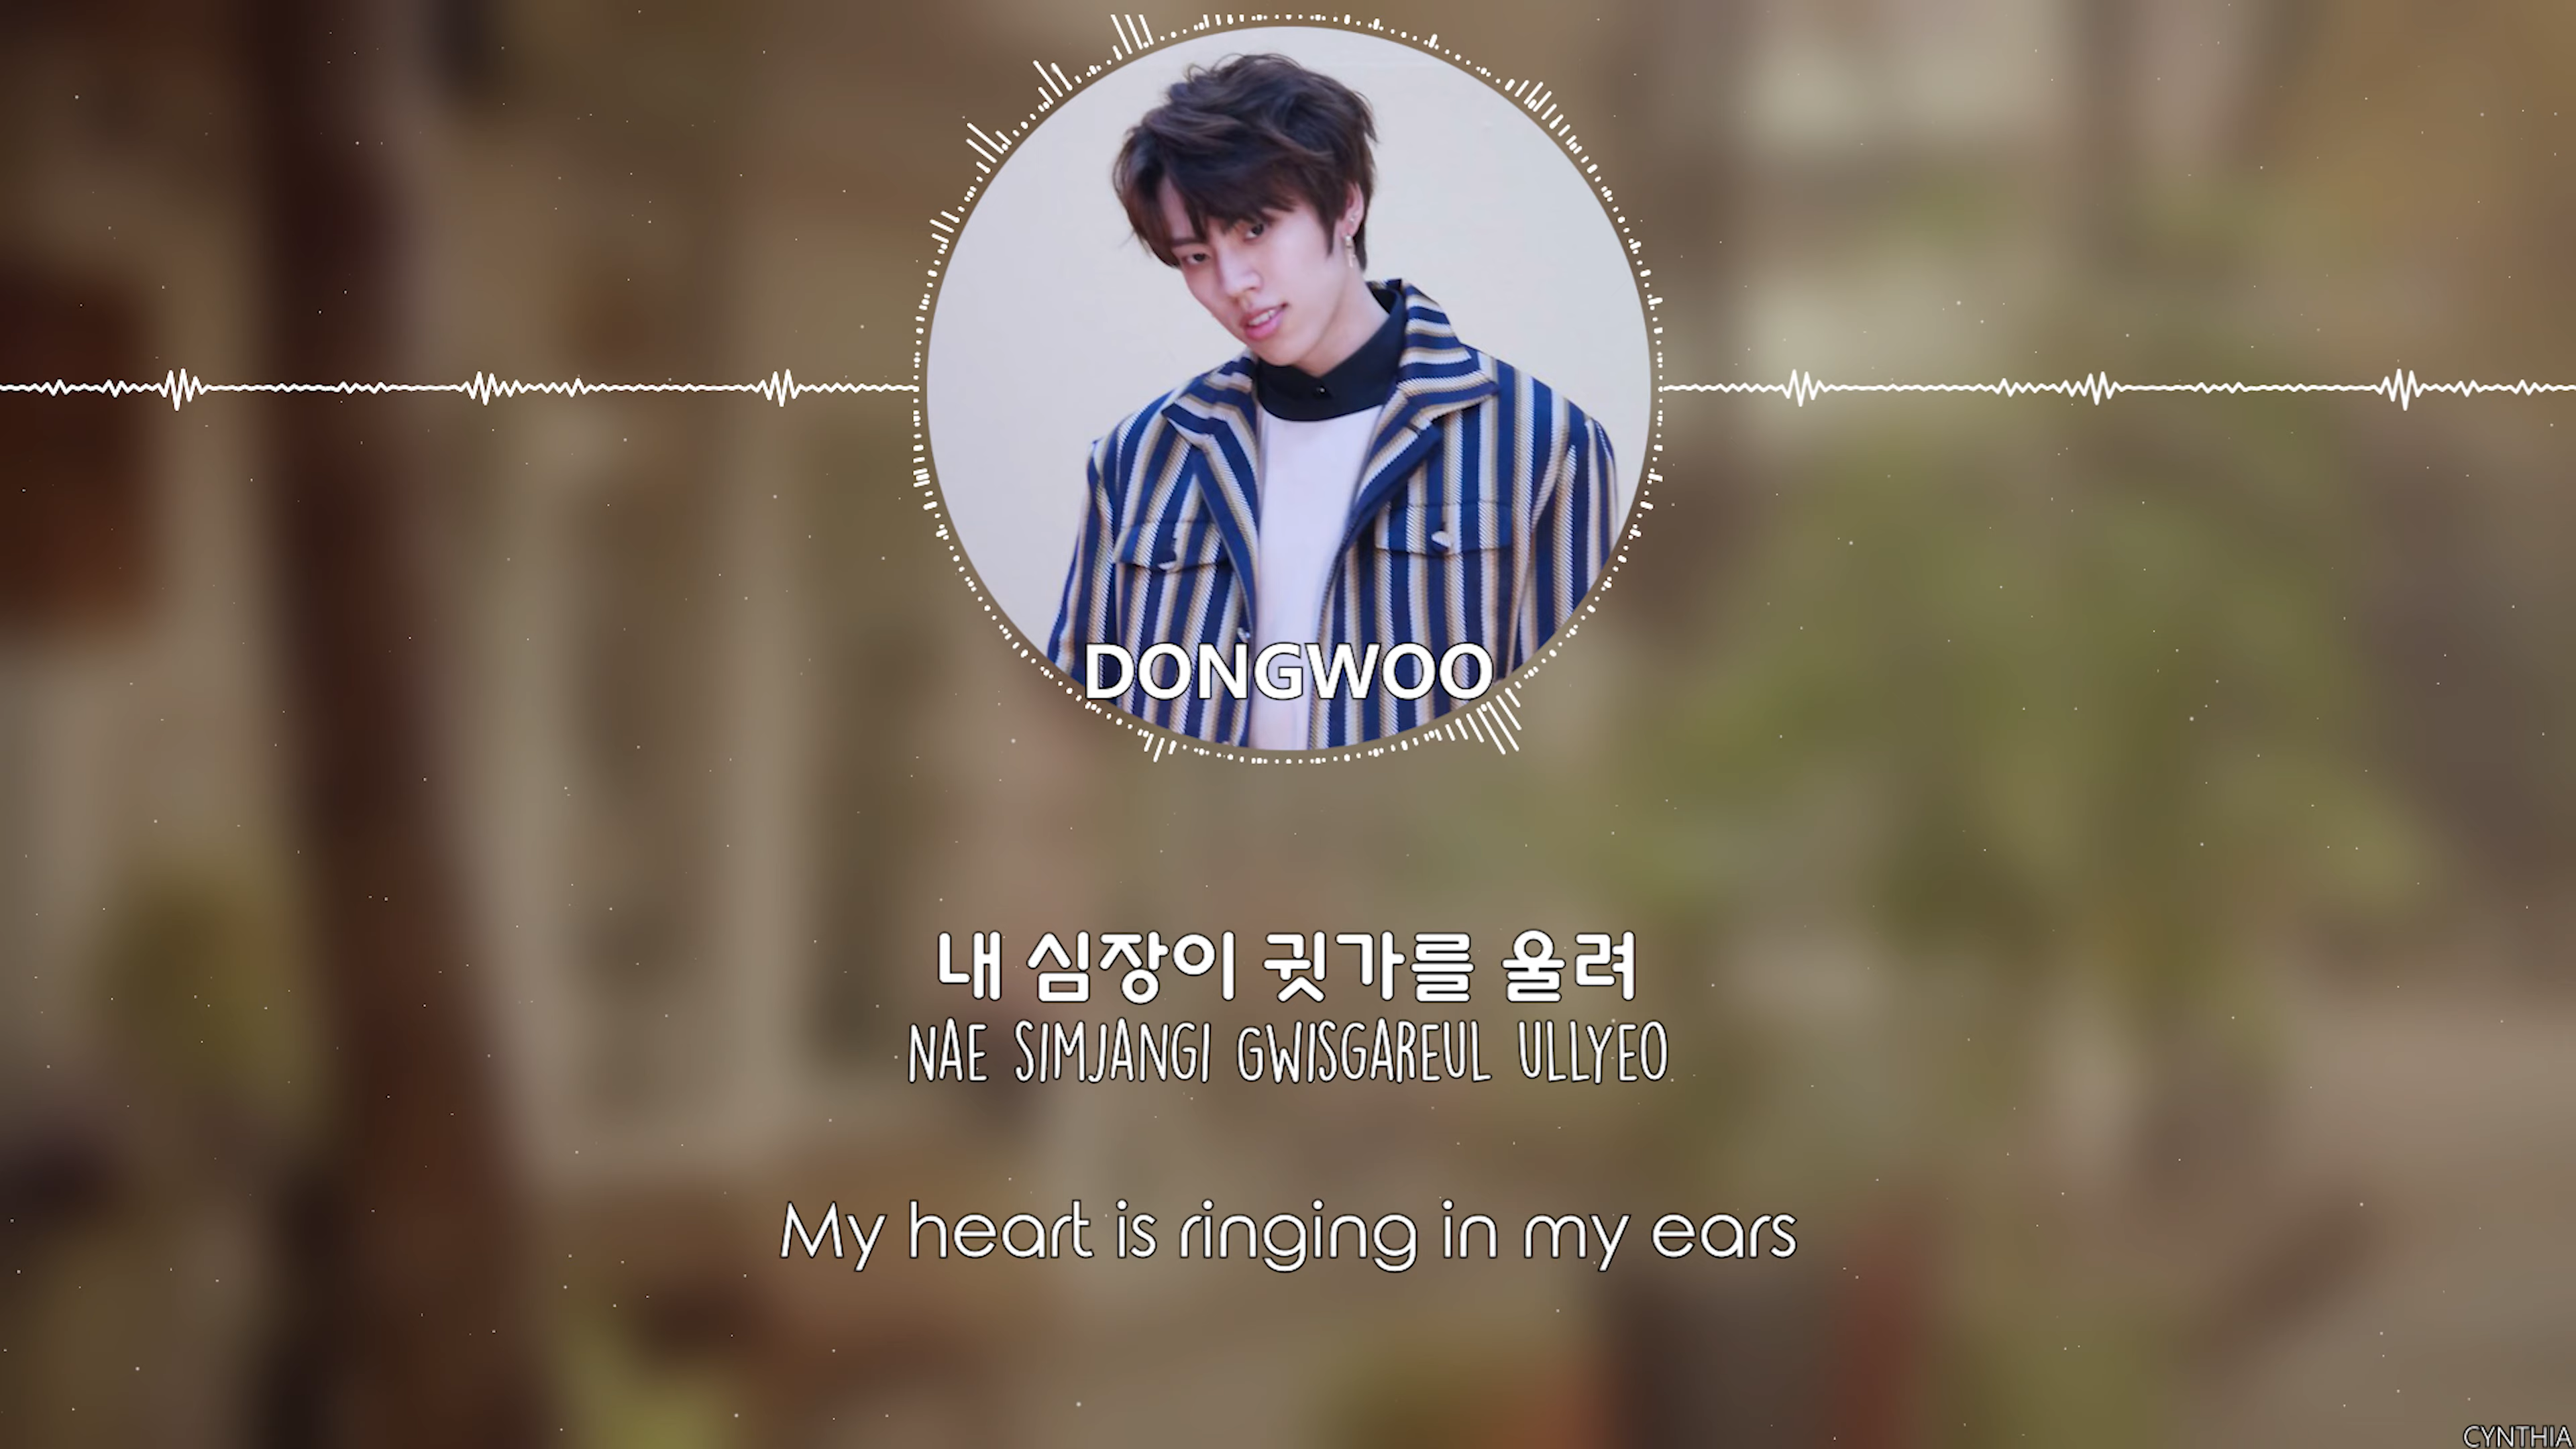 DONGWOO
내 심장이 귓가를 울려
NAE SIMJANGI GWISGAREUL ULLYEO
My heart is ringing in my ears
CYNTHIA